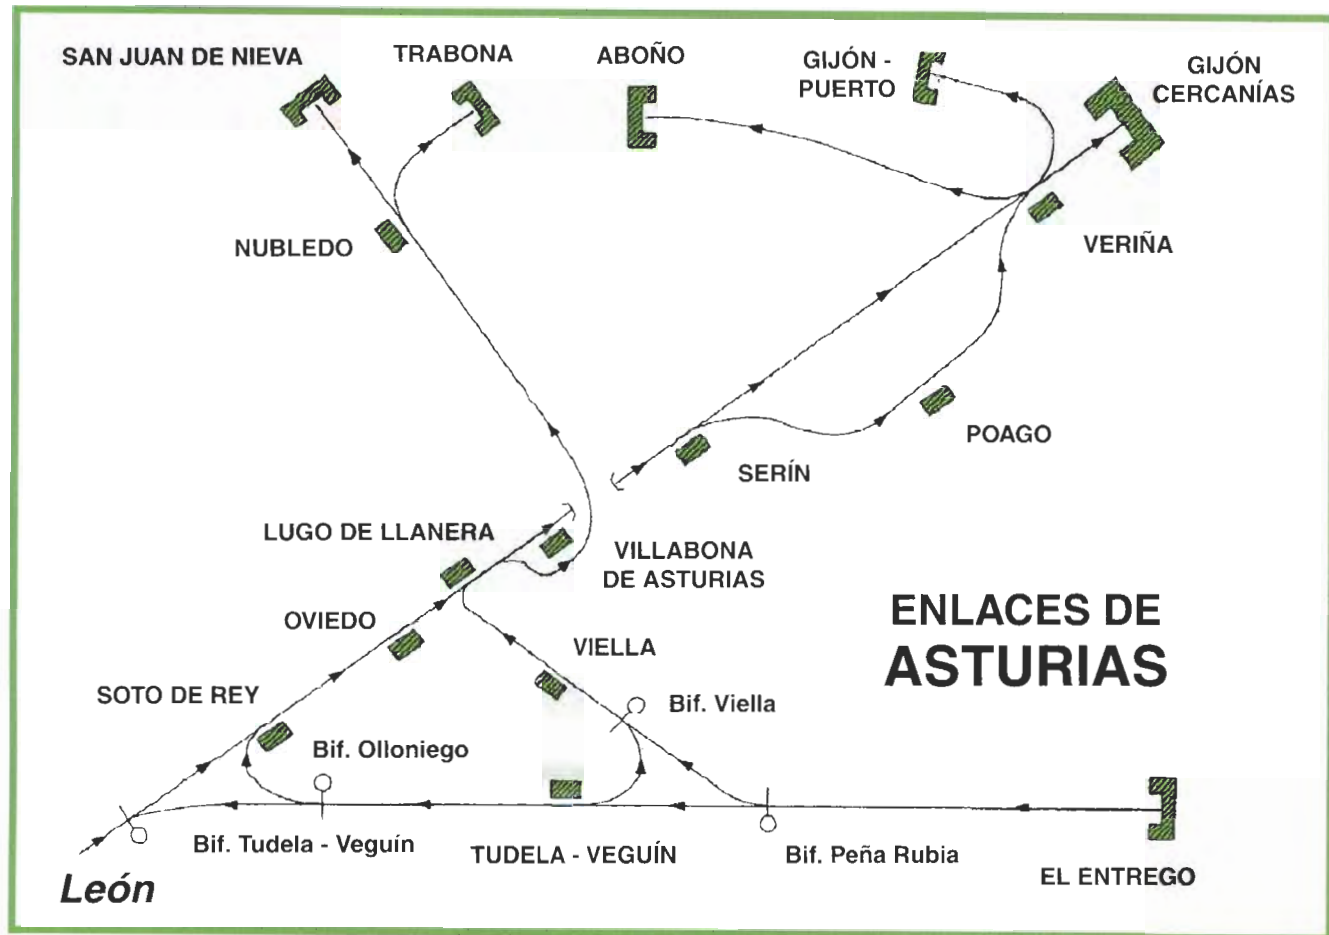 SAN JUAN DE NIEVA
TRABONA
ABOÑO
GIJÓN -
PUERTO
GIJÓN
CERCANÍAS
NUBLEDO
VERIÑA
POAGO
SERÍN
LUGO DE LLANERA
VILLABONA
DE ASTURIAS
ENLACES DE
ASTURIAS
OVIEDO
VIELLA
SOTO DE REY
Bif. Viella
Bif. Olloniego
Bif. Tudela - Veguín
TUDELA - VEGUÍN
Bif. Peña Rubia
EL ENTREGO
León